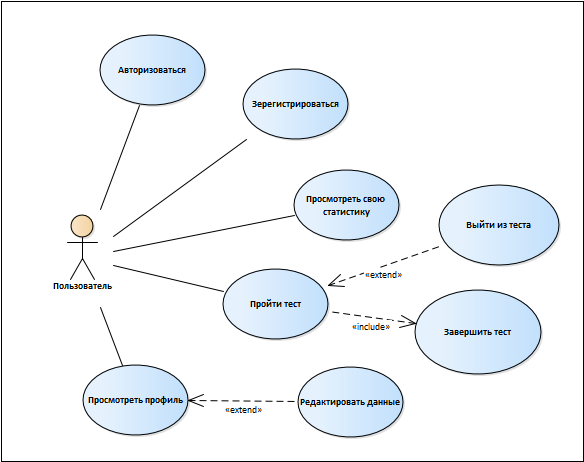 Авторизоваться
Зерегистрироваться
Просмотреть свою
статистику
Выйти из теста
«extend»
Пользователь
Пройти тест
«include»
Завершить тест
Просмотреть профиль
«extend»
Редактировать данные